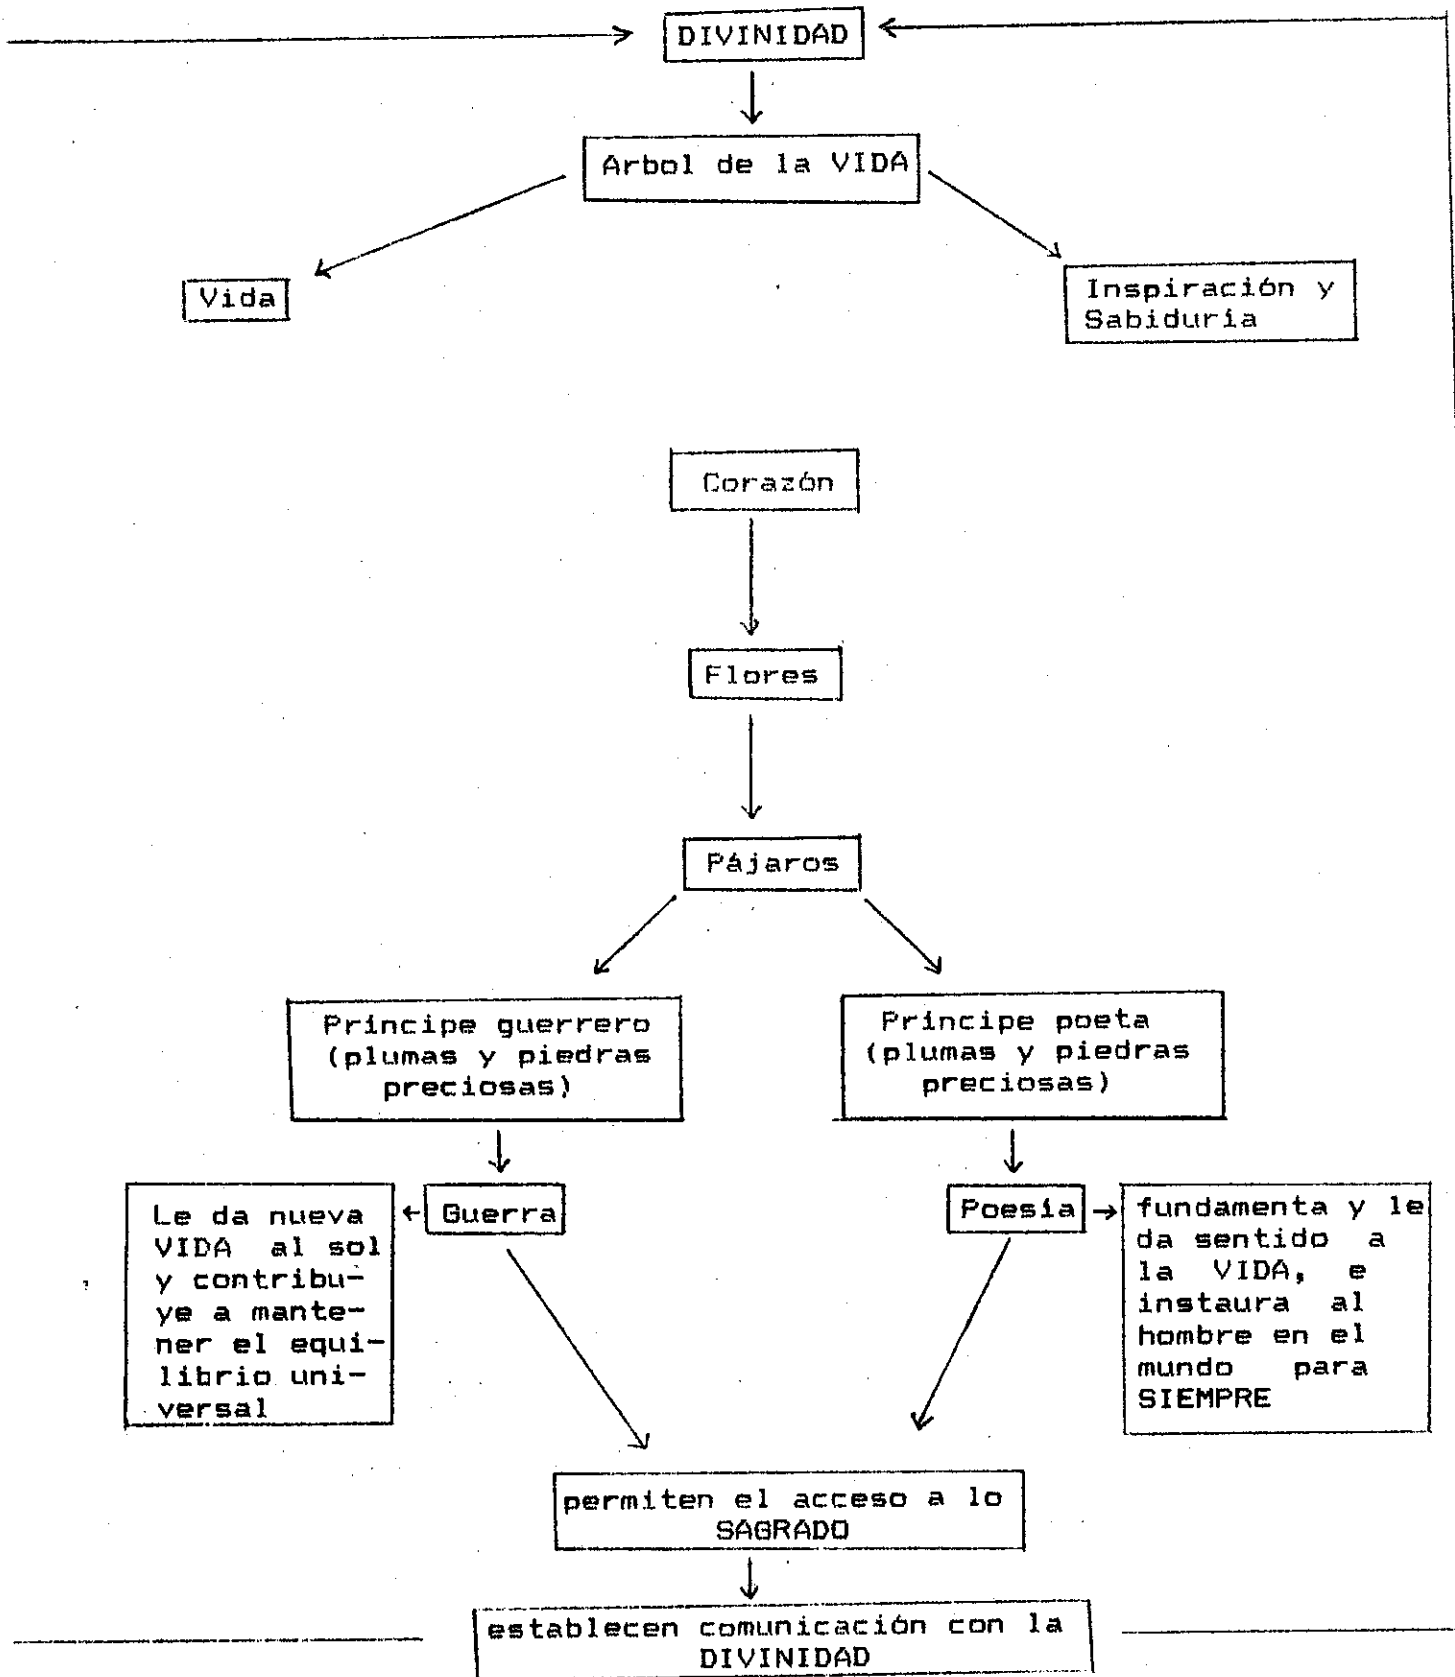 DIVINIDAD
Arbol de la VIDA
Vida
Inspiración y
Sabiduria
Corazón
Flores
Pájaros
Principe guerrero
(plumas y piedras
preciosas)
Principe poeta
(plumas y piedras
preciosas)
Le da nueva
VIDA al sol
y contribu-
ye a mante-
ner el equi-
librio uni-
versal
Guerra
Poesía
fundamenta y le
da sentido a
la VIDA, e
instaura al
hombre en el
mundo para
SIEMPRE
permiten el acceso a lo
SAGRADO
establecen comunicación con la
DIVINIDAD